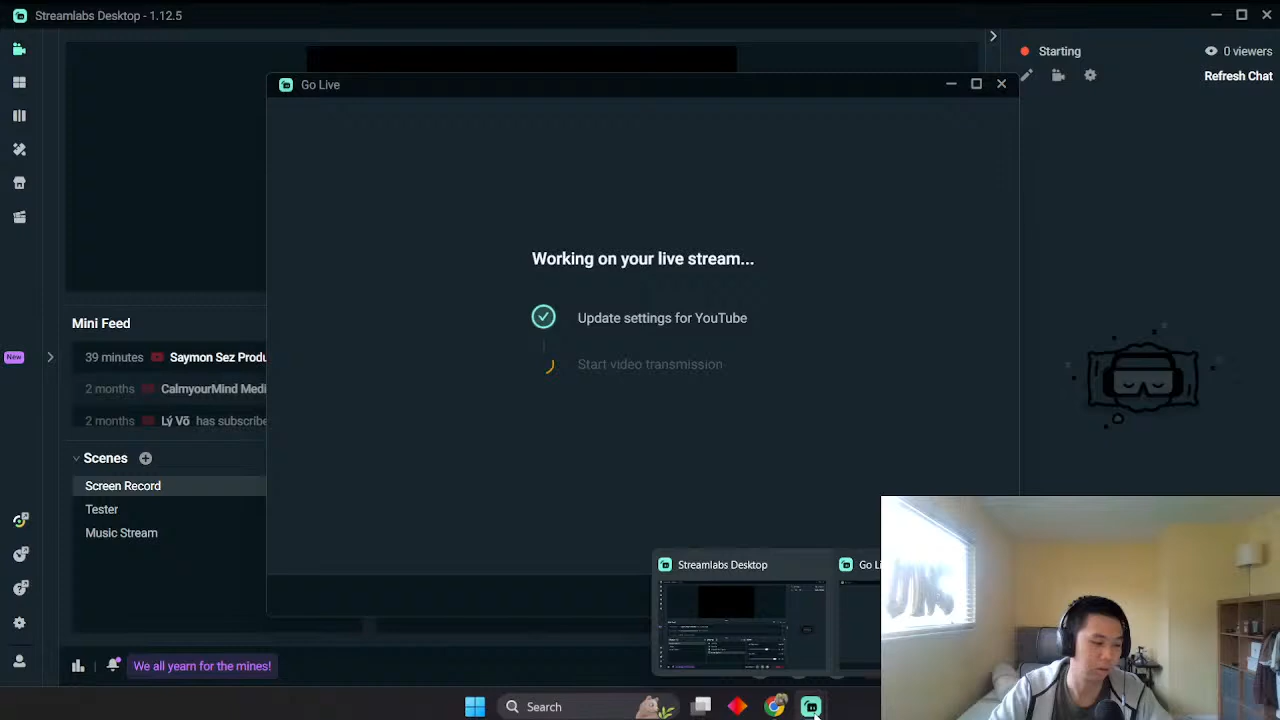 Streamlabs Desktop - 1.12.5
Starting
0 viewers
Refresh Chat
Go Live
Working on your live stream...
Update settings for YouTube
Start video transmission
Mini Feed
New
39 minutes Saymon Sez Produ
2 months CalmyourMind Medi
2 months Lý Võ has subscribe
Scenes
Screen Record
Tester
Music Stream
Streamlabs Desktop
Go Li
We all yearn for the mines!
Search